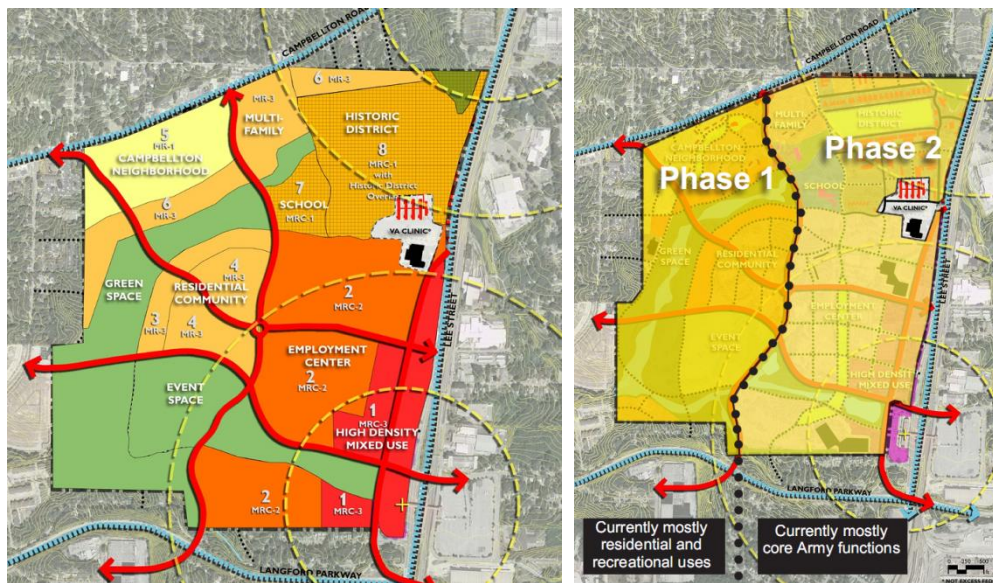 CAMPBELLTON ROAD
6
MR-3
MULTI-
FAMILY
HISTORIC
DISTRICT
5
MR-1
CAMPBELLTON
NEIGHBORHOOD
8
MRC-1
with
Historic District
Overlay
6
MR-3
7
SCHOOL
MRC-1
VA CLINIC*
LEE STREET
GREEN
SPACE
4
MR-3
RESIDENTIAL
COMMUNITY
3
MR-3
4
MR-3
2
MRC-2
EMPLOYMENT
CENTER
2
MRC-2
EVENT
SPACE
1
MRC-3
HIGH DENSITY
MIXED USE
2
MRC-2
1
MRC-3
LANGFORD PARKWAY
CAMPBELLTON ROAD
MULTI-
FAMILY
HISTORIC
DISTRICT
CAMPBELLTON
NEIGHBORHOOD
Phase 1
Phase 2
SCHOOL
VA CLINIC*
LEE STREET
GREEN
SPACE
RESIDENTIAL
COMMUNITY
EMPLOYMENT
CENTER
EVENT
SPACE
HIGH DENSITY
MIXED USE
LANGFORD PARKWAY
Currently mostly
residential and
recreational uses
Currently mostly
core Army functions